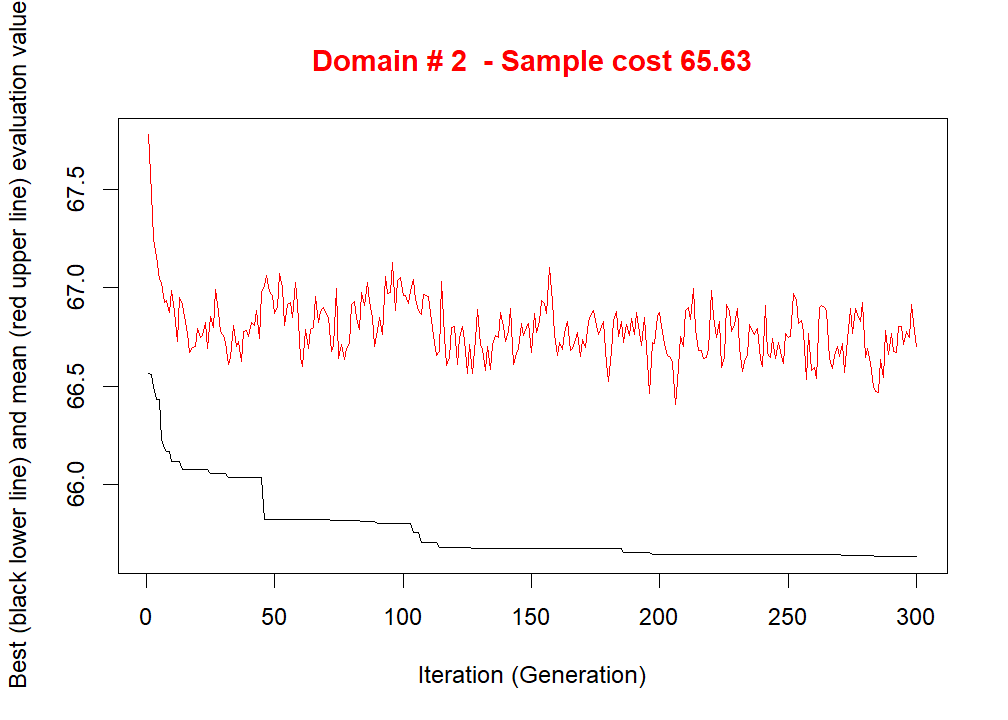 Domain # 2  - Sample cost 65.63
Best (black lower line) and mean (red upper line) evaluation value
67.5
67.0
66.5
66.0
0 50 100 150 200 250 300
Iteration (Generation)